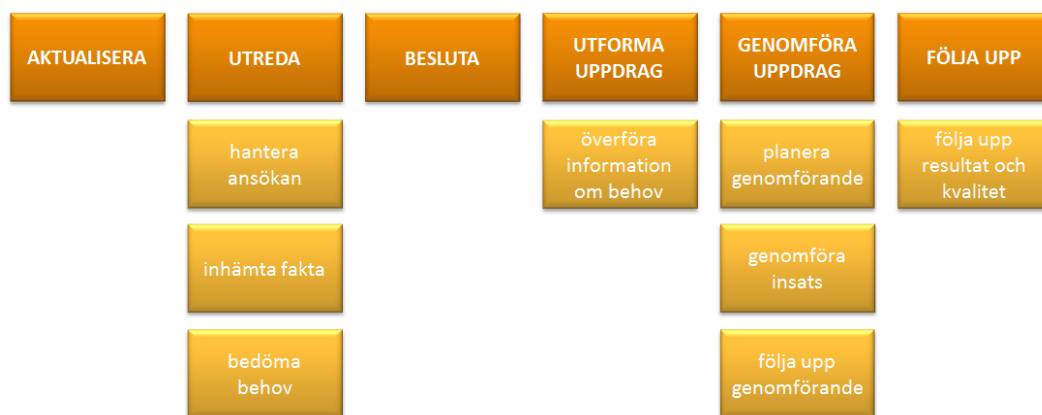 AKTUALISERA
UTREDA
BESLUTA
UTFORMA
UPPDRAG
GENOMFÖRA
UPPDRAG
FÖLJA UPP
hantera
ansökan
inhämta fakta
bedöma
behov
överföra
information
om behov
planera
genomförande
genomföra
insats
följa upp
genomförande
följa upp
resultat och
kvalitet